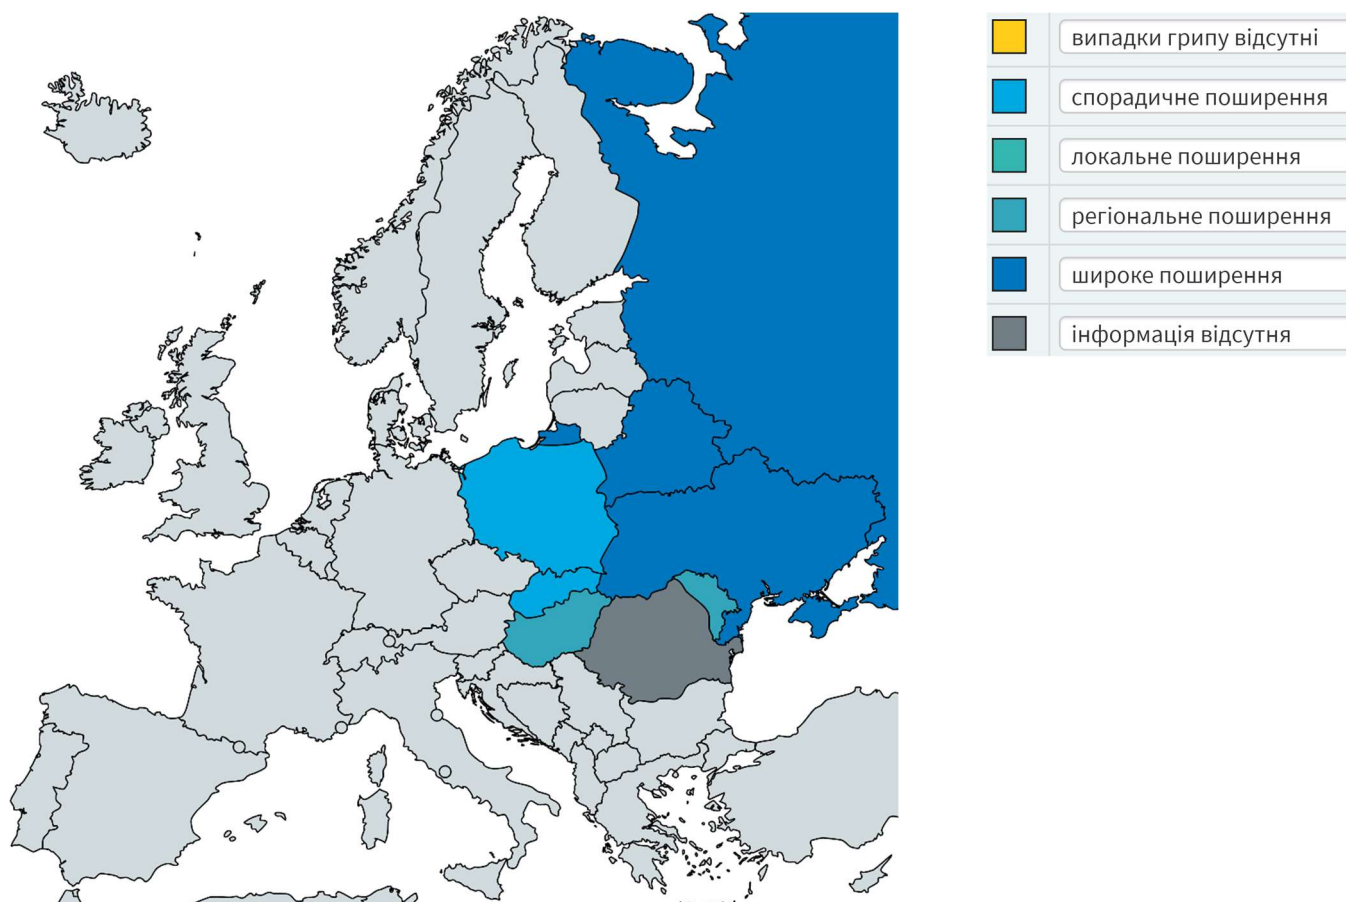 випадки грипу відсутні
спорадичне поширення
локальне поширення
регіональне поширення
широке поширення
інформація відсутня